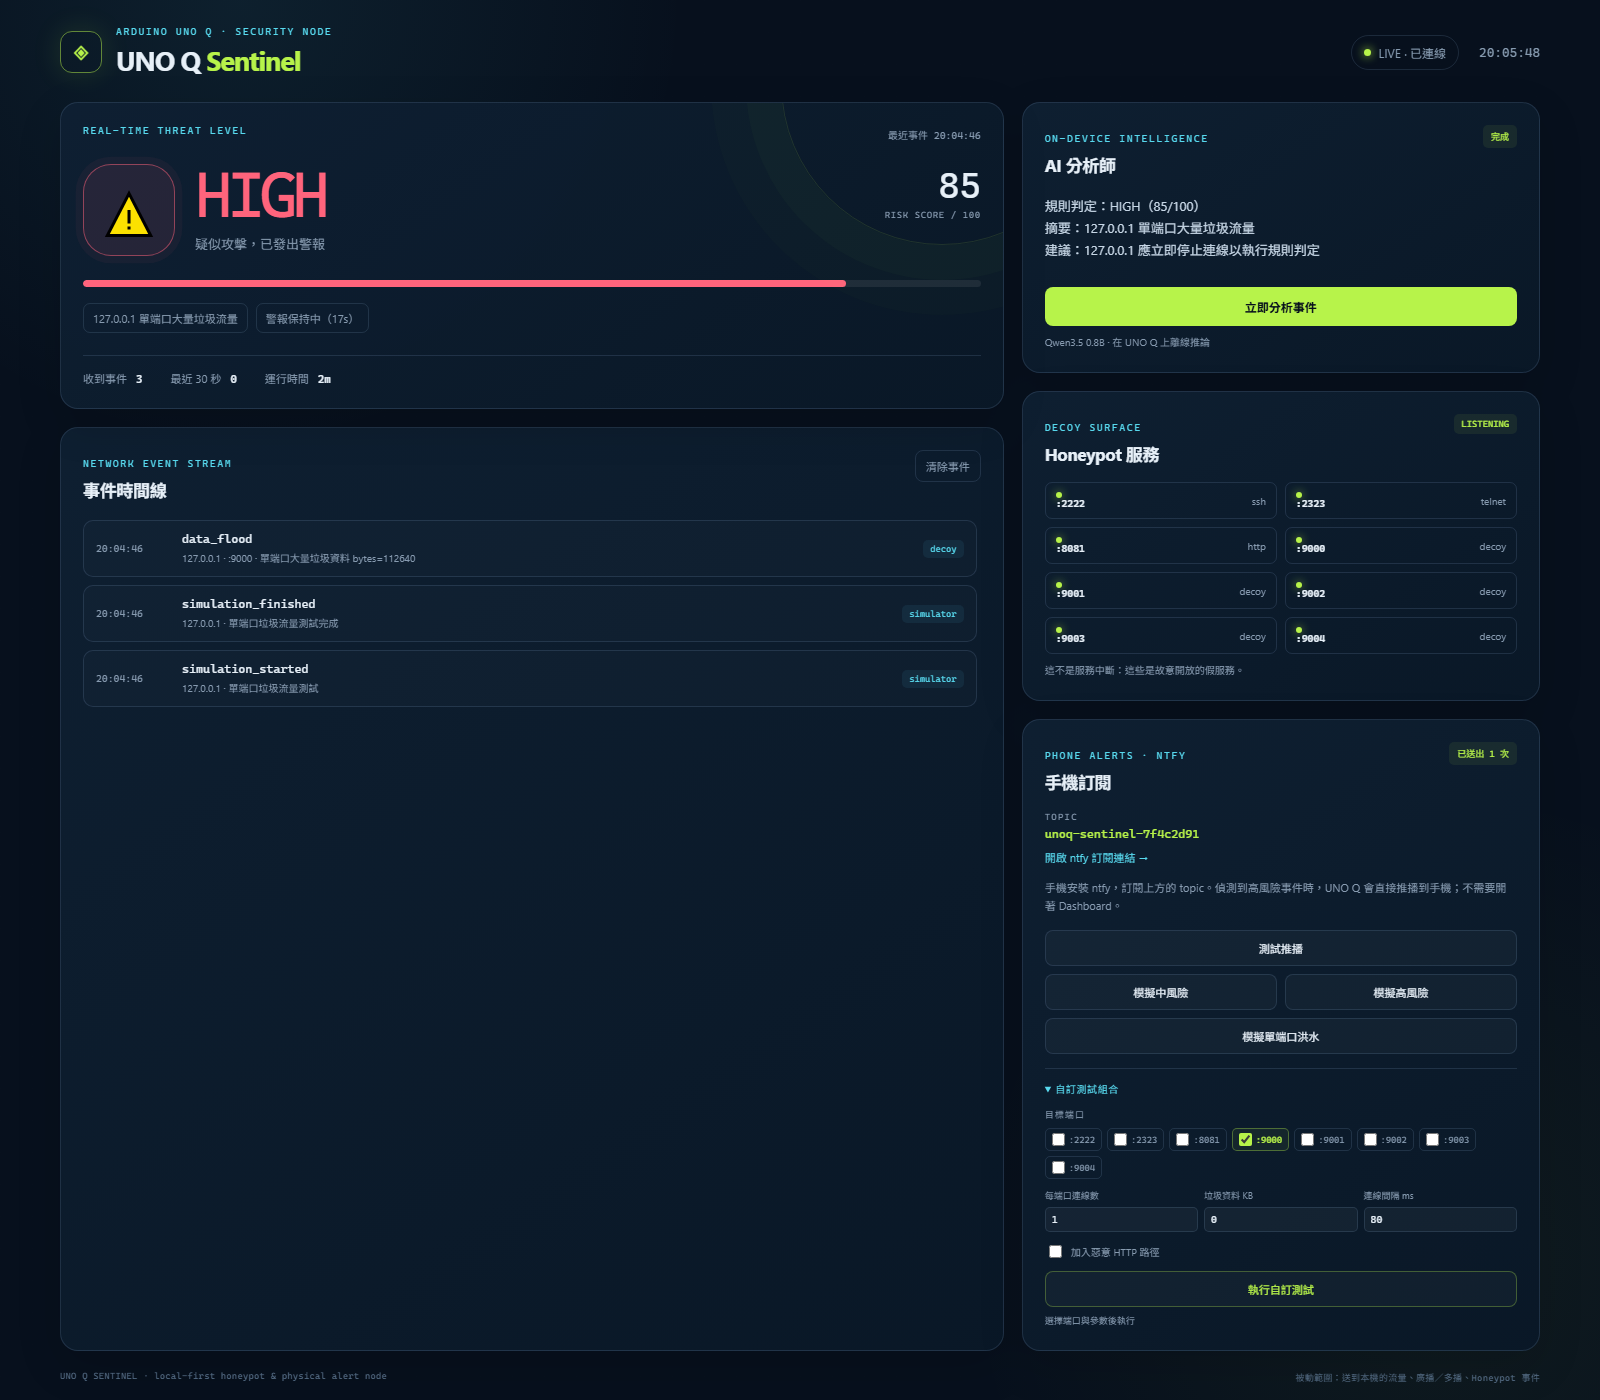 ARDUINO UNO Q · SECURITY NODE
UNO Q Sentinel
LIVE · 已連線
20:05:48
REAL-TIME THREAT LEVEL
最近事件 20:04:46
HIGH
疑似攻擊，已發出警報
85
RISK SCORE / 100
127.0.0.1 單端口大量垃圾流量
警報保持中（17s）
收到事件 3
最近 30 秒 0
運行時間 2m
NETWORK EVENT STREAM
事件時間線
清除事件
20:04:46
data_flood
127.0.0.1 · :9000 · 單端口大量垃圾資料 bytes=112640
decoy
20:04:46
simulation_finished
127.0.0.1 · 單端口垃圾流量測試完成
simulator
20:04:46
simulation_started
127.0.0.1 · 單端口垃圾流量測試
simulator
ON-DEVICE INTELLIGENCE
完成
AI 分析師
規則判定：HIGH（85/100）
摘要：127.0.0.1 單端口大量垃圾流量
建議：127.0.0.1 應立即停止連線以執行規則判定
立即分析事件
Qwen3.5 0.8B · 在 UNO Q 上離線推論
DECOY SURFACE
LISTENING
Honeypot 服務
:2222 ssh
:2323 telnet
:8081 http
:9000 decoy
:9001 decoy
:9002 decoy
:9003 decoy
:9004 decoy
這不是服務中斷：這些是故意開放的假服務。
PHONE ALERTS · NTFY
已送出 1 次
手機訂閱
TOPIC
unoq-sentinel-7f4c2d91
開啟 ntfy 訂閱連結 →
手機安裝 ntfy，訂閱上方的 topic。偵測到高風險事件時，UNO Q 會直接推播到手機；不需要開
著 Dashboard。
測試推播
模擬中風險
模擬高風險
模擬單端口洪水
▼ 自訂測試組合
目標端口
:2222
:2323
:8081
:9000
:9001
:9002
:9003
:9004
每端口連線數
垃圾資料 KB
連線間隔 ms
1
0
80
加入惡意 HTTP 路徑
執行自訂測試
選擇端口與參數後執行
UNO Q SENTINEL · local-first honeypot & physical alert node
被動範圍：送到本機的流量、廣播／多播、Honeypot 事件